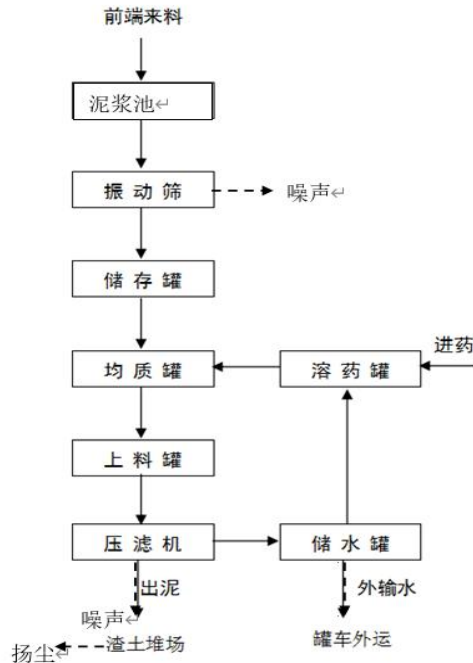 前端来料
泥浆池↵
振动筛
噪声↵
储存罐
均质罐
溶药罐
进药
上料罐
压滤机
储水罐
出泥
外输水
噪声
扬尘↵
渣土堆场
罐车外运